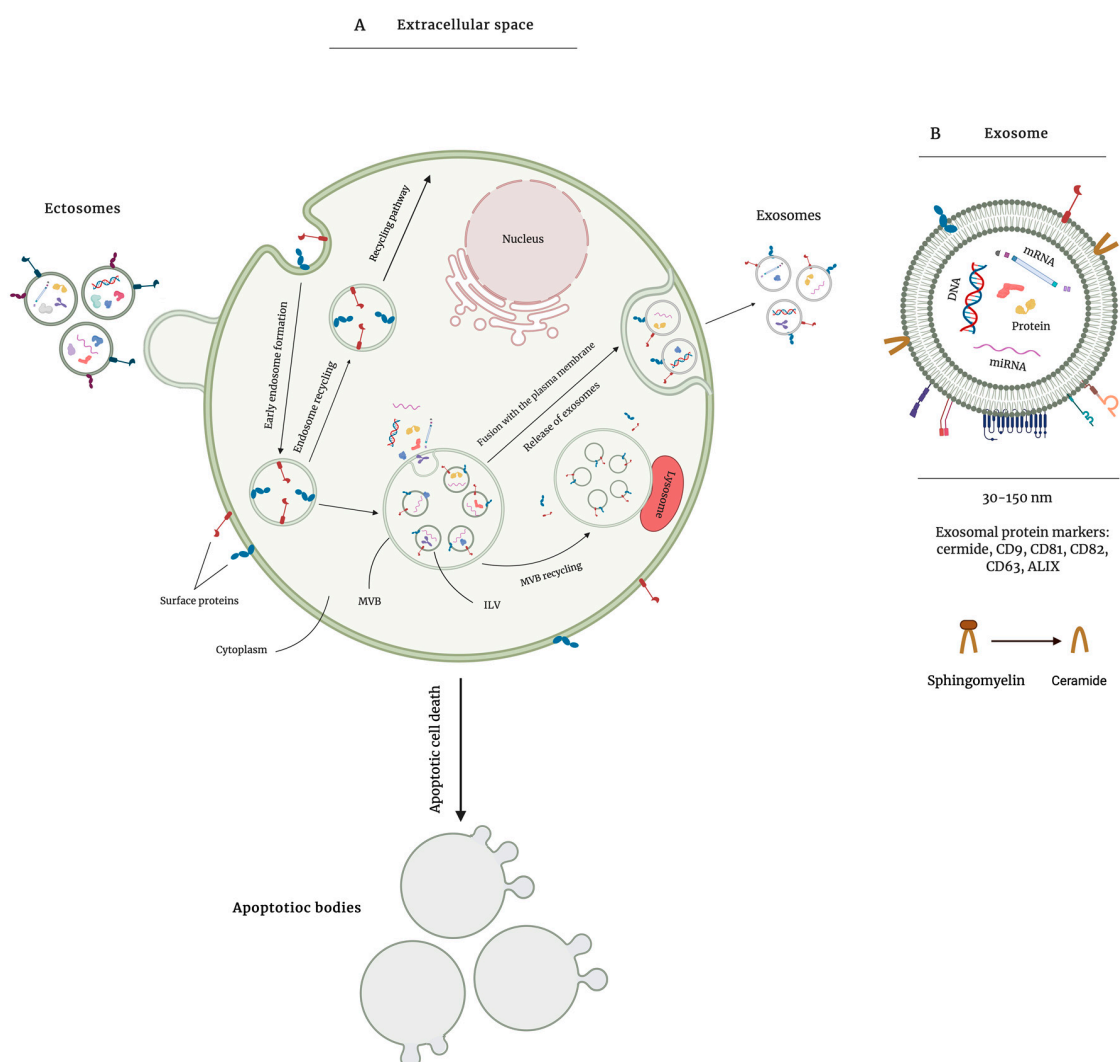 A Extracellular space
Ectosomes
Recycling pathway
Nucleus
Exosomes
Early endosome formation
Endosome recycling
Fusion with the plasma membrane
Release of exosomes
Lysosome
MVB recycling
Surface proteins
MVB
ILV
Cytoplasm
Apoptotic cell death
Apoptotioc bodies
B Exosome
mRNA
DNA
Protein
miRNA
30-150 nm
Exosomal protein markers:
cermide, CD9, CD81, CD82,
CD63, ALIX
Sphingomyelin
Ceramide